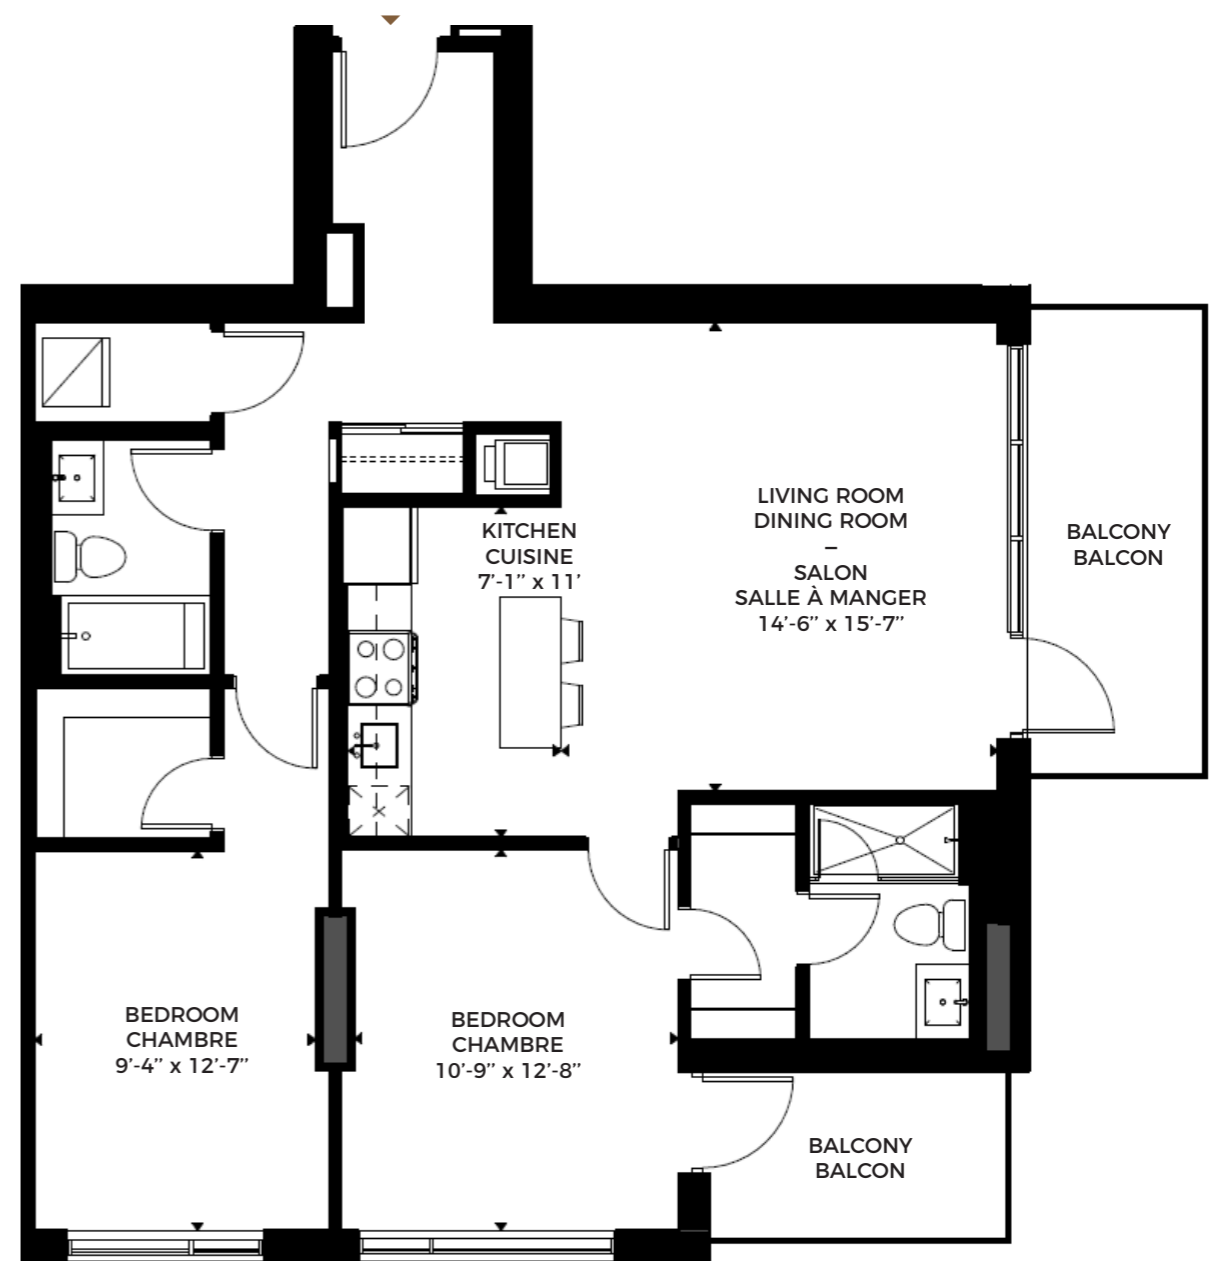 LIVING ROOM
DINING ROOM
–
SALON
SALLE À MANGER
14'-6" x 15'-7"
BALCONY
BALCON
KITCHEN
CUISINE
7'-1" x 11'
BEDROOM
CHAMBRE
9'-4" x 12'-7"
BEDROOM
CHAMBRE
10'-9" x 12'-8"
BALCONY
BALCON